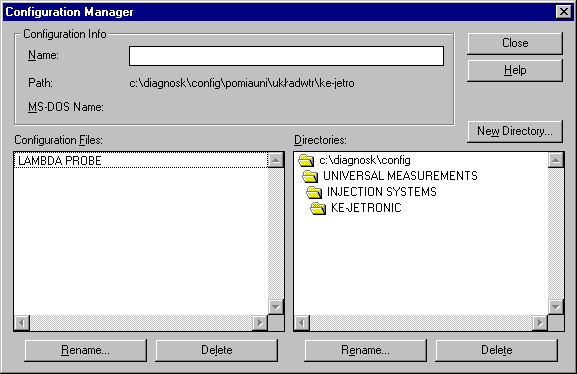 Configuration Manager
Configuration Info
Name:
Path: c:\diagnosk\config\pomiauni\układwtr\ke-jetro
MS-DOS Name:
Close
Help
New Directory...
Configuration Files:
LAMBDA PROBE
Rename... Delete
Directories:
c:\diagnosk\config
UNIVERSAL MEASUREMENTS
INJECTION SYSTEMS
KE-JETRONIC
Rename... Delete